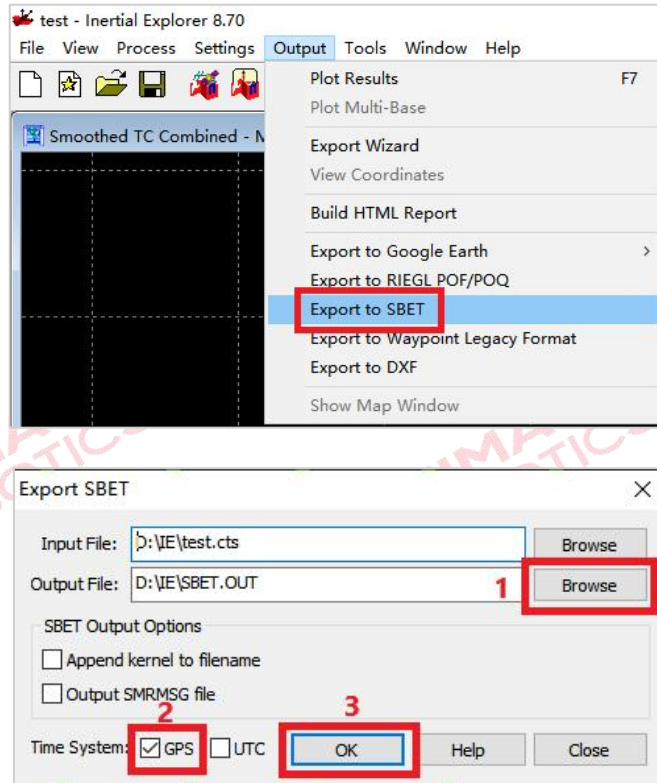 test - Inertial Explorer 8.70
File View Process Settings Output Tools Window Help
Plot Results F7
Plot Multi-Base
Smoothed TC Combined - M
Export Wizard
View Coordinates
Build HTML Report
Export to Google Earth >
Export to RIEGL POF/POQ
Export to SBET
Export to Waypoint Legacy Format
Export to DXF
Show Map Window
Export SBET
Input File: D:\IE\test.cts Browse
Output File: D:\IE\SBET.OUT 1 Browse
SBET Output Options
Append kernel to filename
Output SMRMSG file
2 3
Time System: GPS UTC OK Help Close